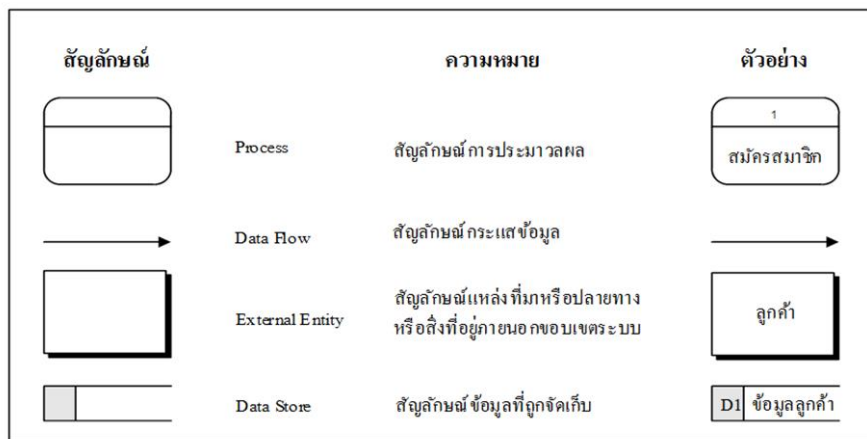 สัญลักษณ์ ความหมาย ตัวอย่าง
1
Process สัญลักษณ์การประมาวลผล สมัครสมาชิก
Data Flow สัญลักษณ์กระแสข้อมูล
External Entity สัญลักษณ์แหล่งที่มาหรือปลายทาง
หรือสิ่งที่อยู่ภายนอกขอบเขตระบบ
ลูกค้า
Data Store สัญลักษณ์ข้อมูลที่ถูกจัดเก็บ D1 ข้อมูลลูกค้า